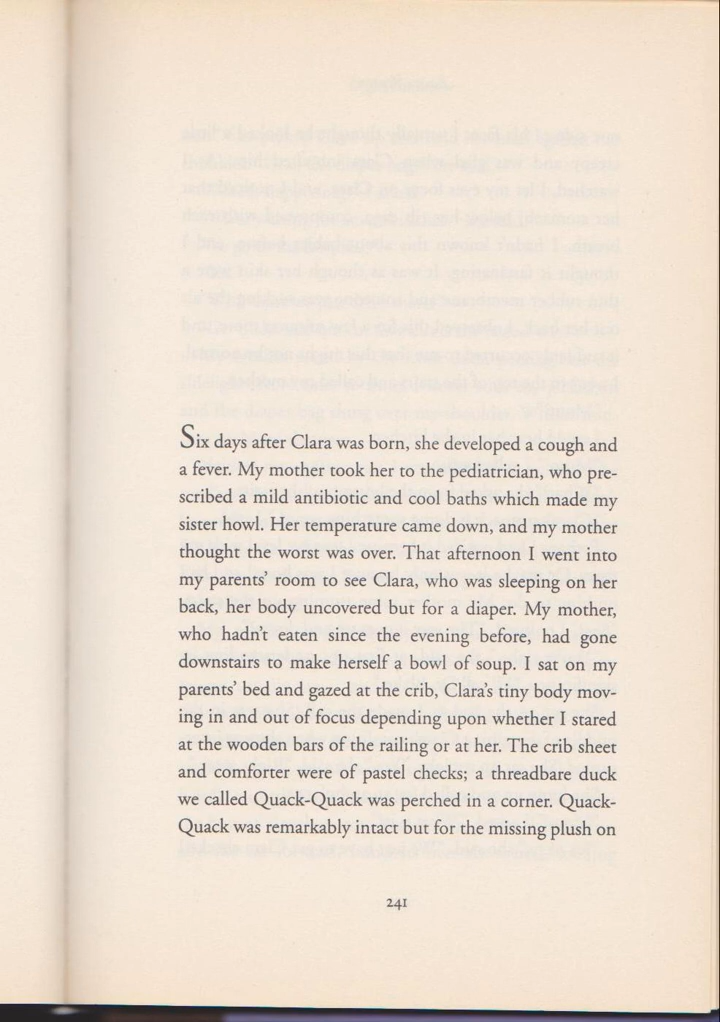 Six days after Clara was born, she developed a cough and
a fever. My mother took her to the pediatrician, who pre-
scribed a mild antibiotic and cool baths which made my
sister howl. Her temperature came down, and my mother
thought the worst was over. That afternoon I went into
my parents’ room to see Clara, who was sleeping on her
back, her body uncovered but for a diaper. My mother,
who hadn’t eaten since the evening before, had gone
downstairs to make herself a bowl of soup. I sat on my
parents’ bed and gazed at the crib, Clara’s tiny body mov-
ing in and out of focus depending upon whether I stared
at the wooden bars of the railing or at her. The crib sheet
and comforter were of pastel checks; a threadbare duck
we called Quack-Quack was perched in a corner. Quack-
Quack was remarkably intact but for the missing plush on
241